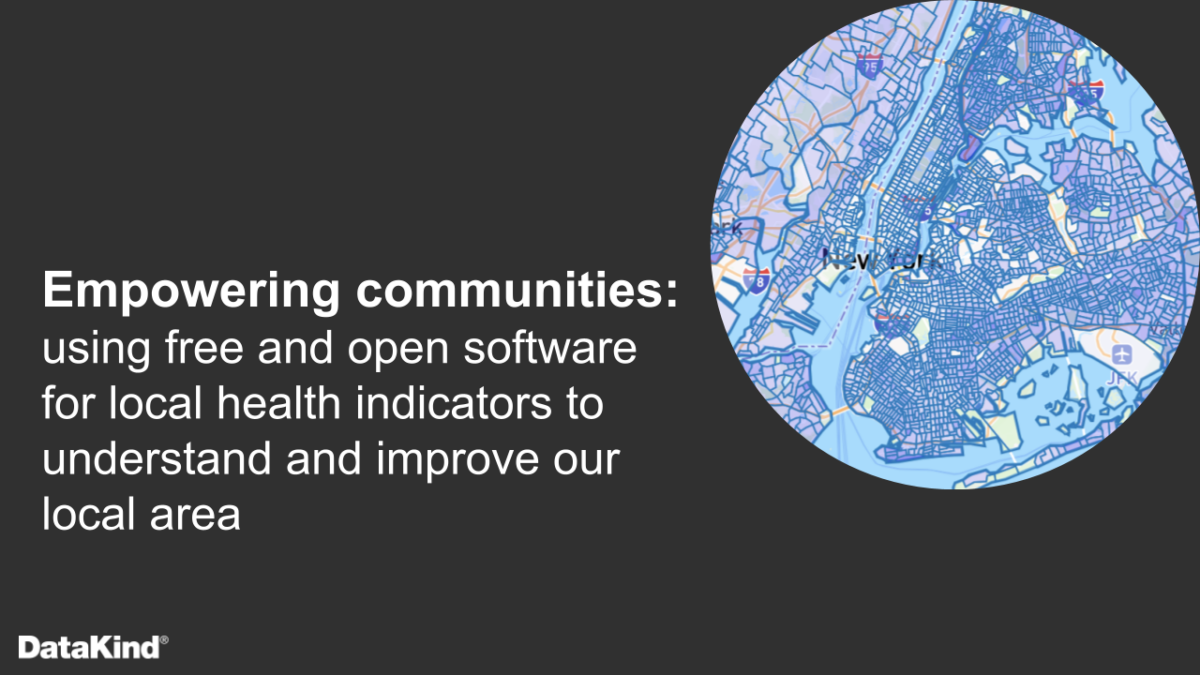 Empowering communities:
using free and open software
for local health indicators to
understand and improve our
local area
New York
JFK
DataKind®